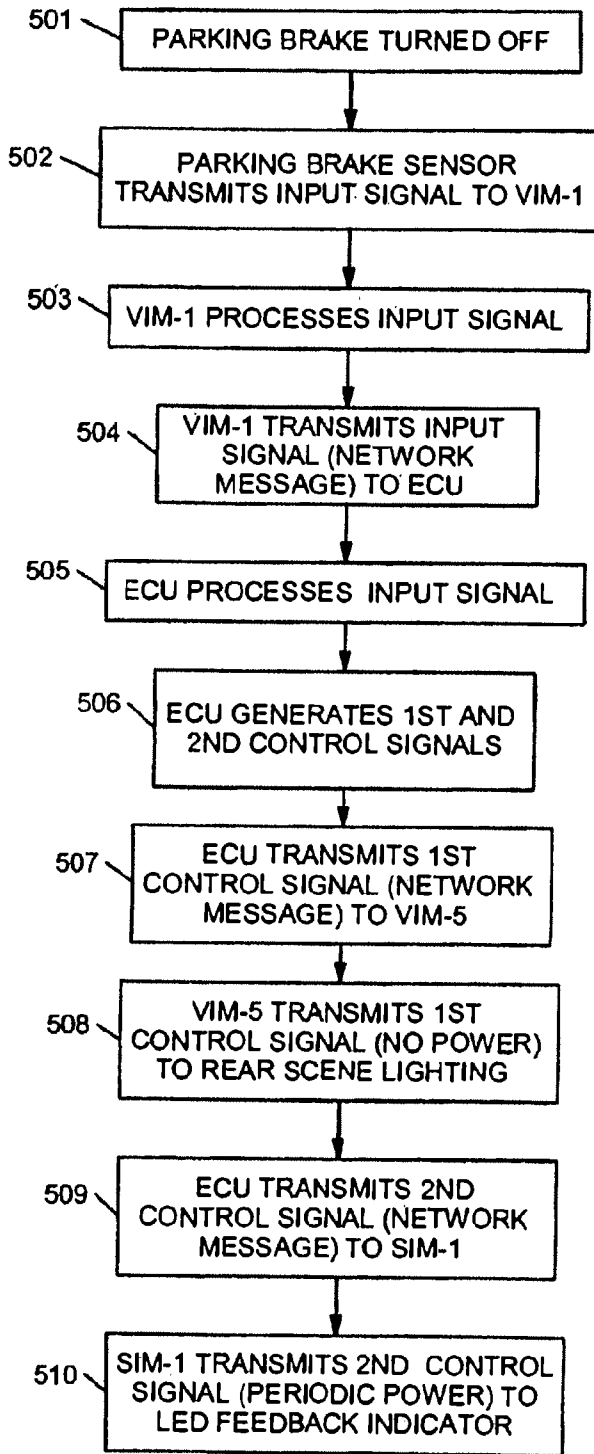 501
PARKING BRAKE TURNED OFF
502
PARKING BRAKE SENSOR
TRANSMITS INPUT SIGNAL TO VIM-1
503
VIM-1 PROCESSES INPUT SIGNAL
504
VIM-1 TRANSMITS INPUT
SIGNAL (NETWORK
MESSAGE) TO ECU
505
ECU PROCESSES INPUT SIGNAL
506
ECU GENERATES 1ST AND
2ND CONTROL SIGNALS
507
ECU TRANSMITS 1ST
CONTROL SIGNAL (NETWORK
MESSAGE) TO VIM-5
508
VIM-5 TRANSMITS 1ST
CONTROL SIGNAL (NO POWER)
TO REAR SCENE LIGHTING
509
ECU TRANSMITS 2ND
CONTROL SIGNAL (NETWORK
MESSAGE) TO SIM-1
510
SIM-1 TRANSMITS 2ND CONTROL
SIGNAL (PERIODIC POWER) TO
LED FEEDBACK INDICATOR